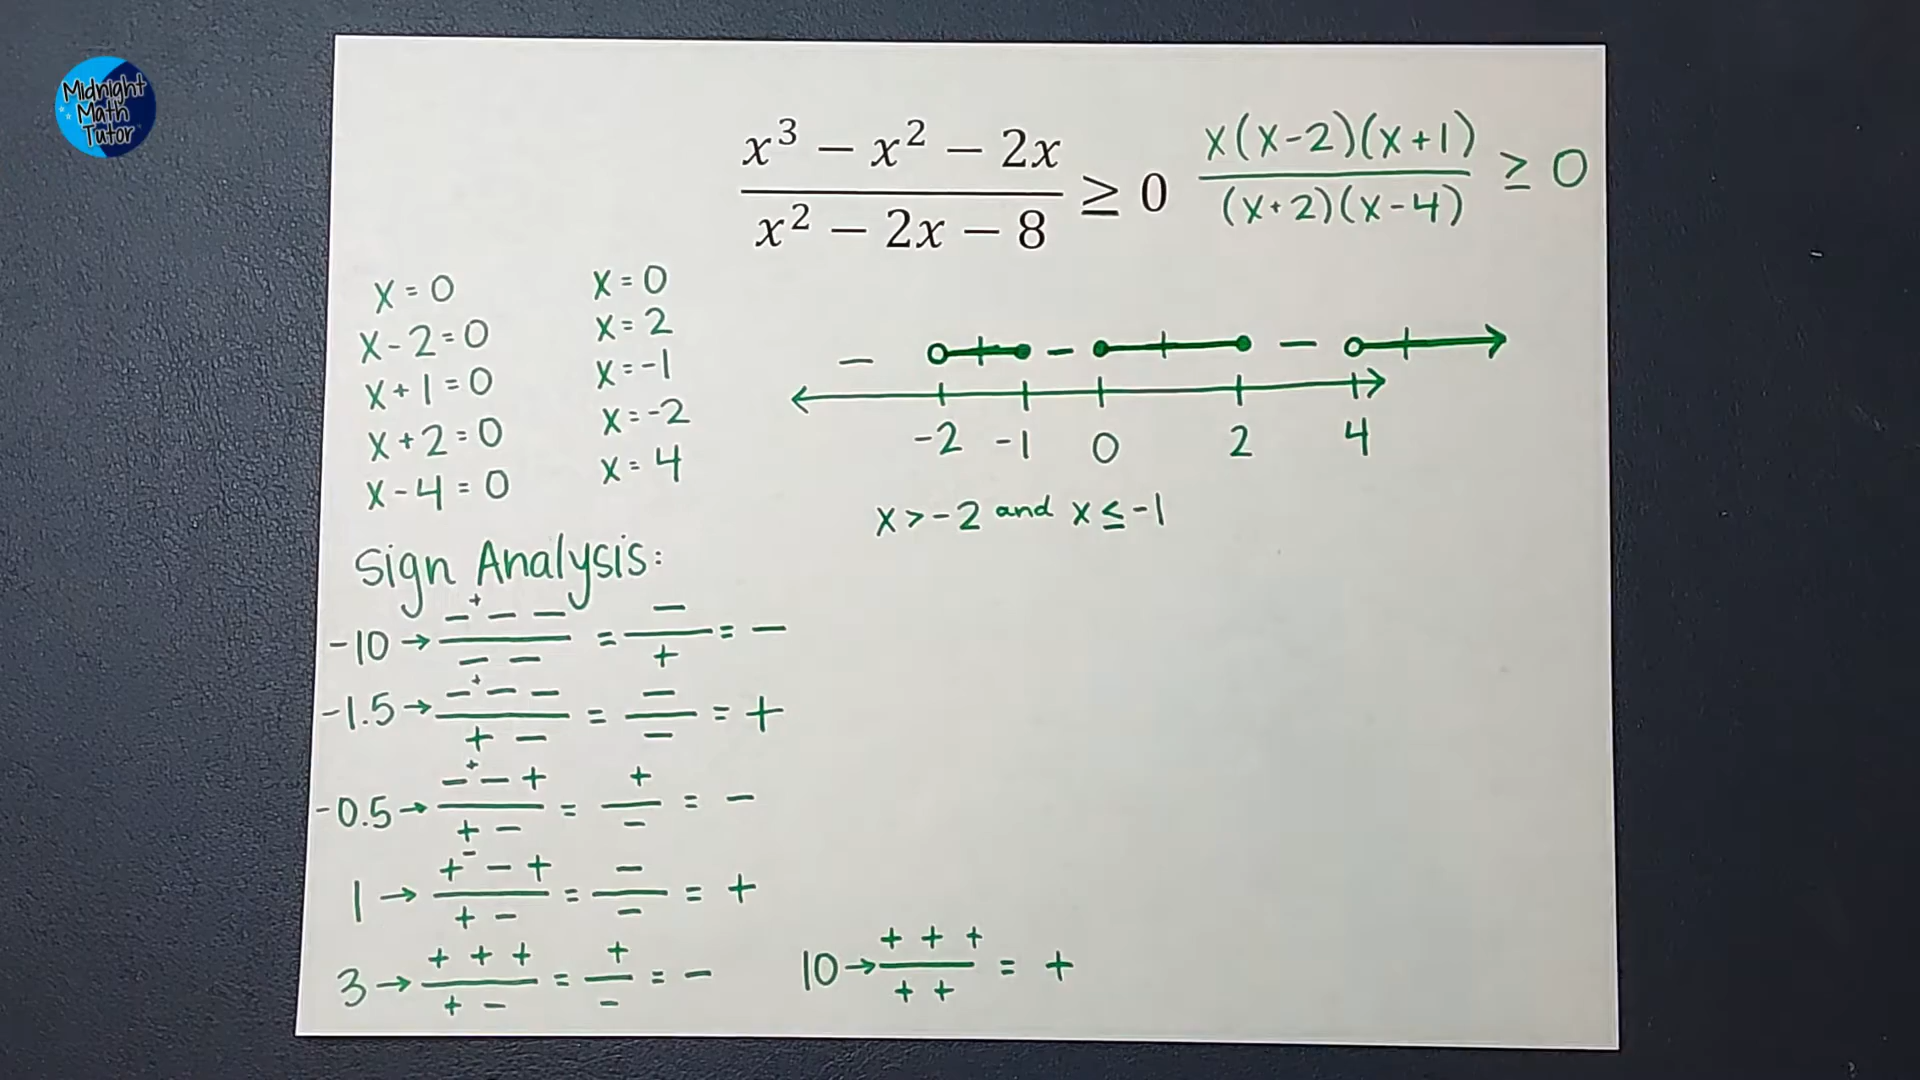 Midnight
Math
Tutor
x³ − x² − 2x
x² − 2x − 8
≥ 0
x(x-2)(x+1)
(x+2)(x-4)
≥ 0
x = 0
x - 2 = 0
x + 1 = 0
x + 2 = 0
x - 4 = 0
x = 0
x = 2
x = -1
x = -2
x = 4
− + − + − +
-2 -1 0 2 4
x > -2 and x ≤ -1
Sign Analysis:
− + − −
-10 → = − / + = −
− −
− + − −
-1.5 → = − / − = +
+ −
− + − +
-0.5 → = + / − = −
+ −
+ - − +
1 → = − / − = +
+ −
+ + +
3 → = + / - = −
+ −
+ + +
10 → = +
+ +